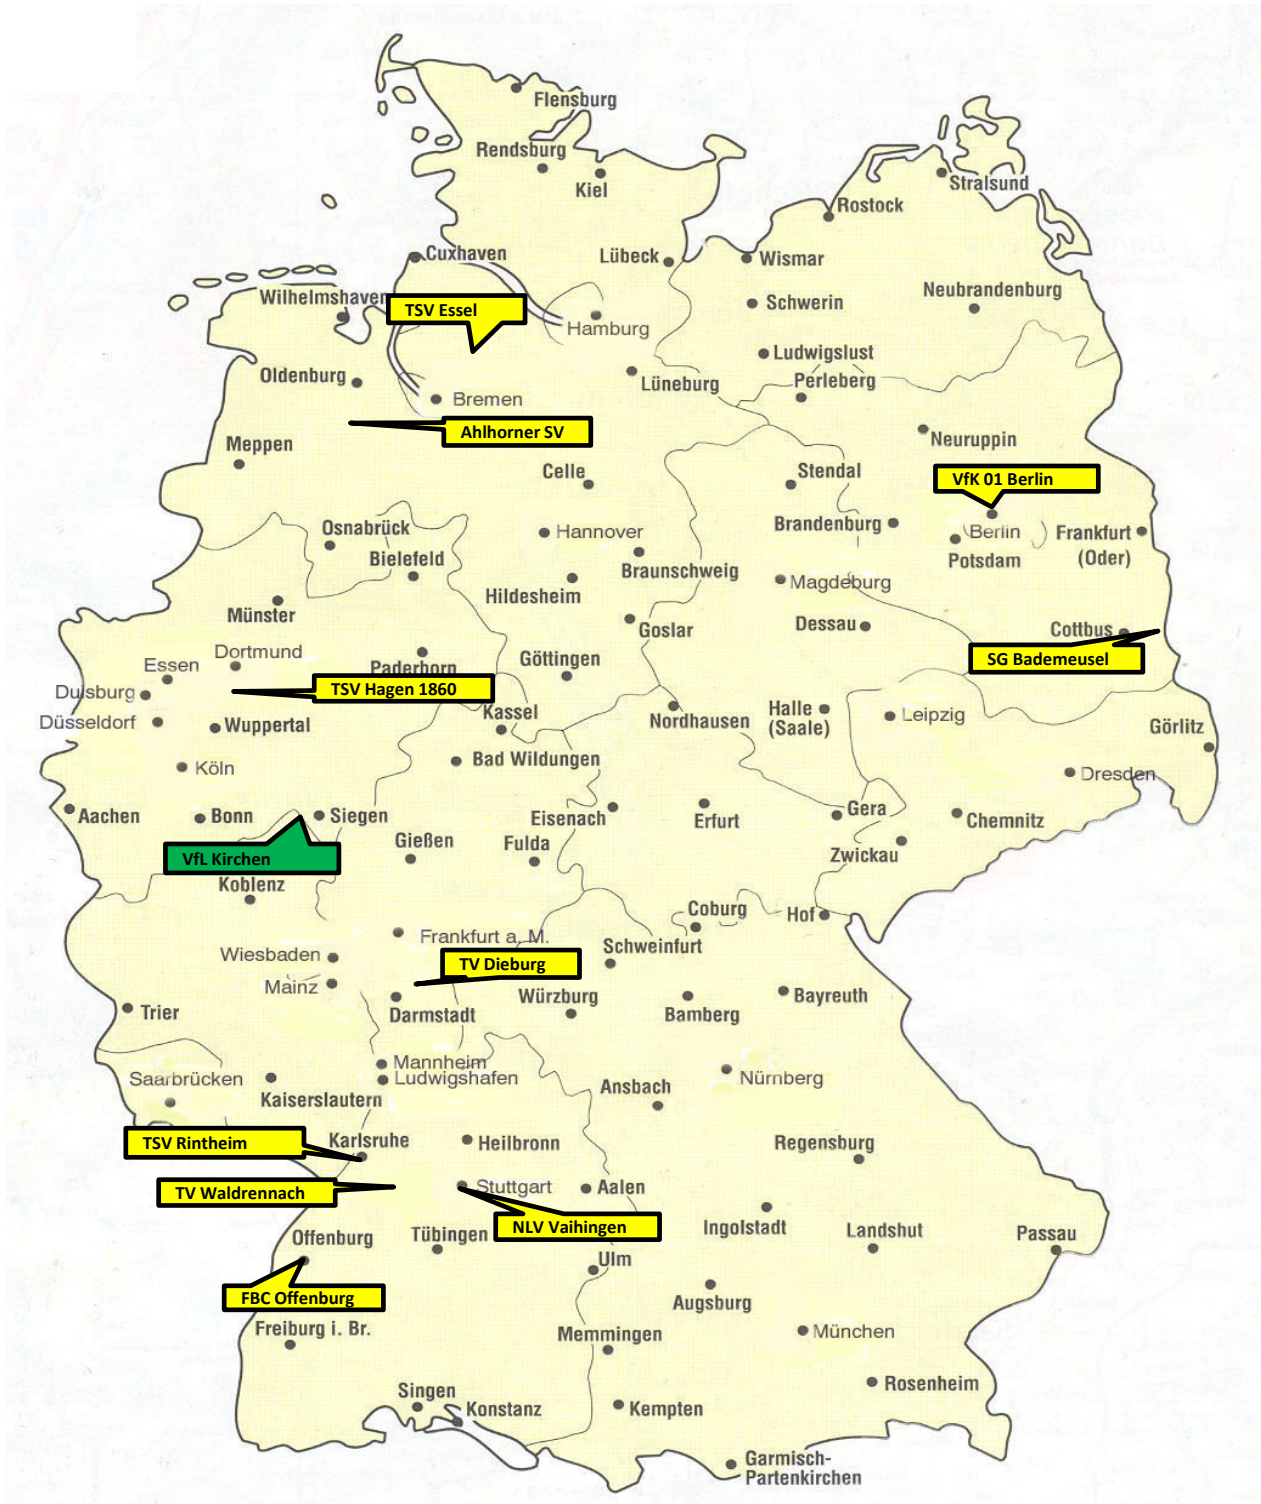 Flensburg
Rendsburg
Kiel
Stralsund
Rostock
Cuxhaven
Lübeck
Wismar
Wilhelmshaven
TSV Essel
Schwerin
Neubrandenburg
Hamburg
Ludwigslust
Oldenburg
Lüneburg
Perleberg
Bremen
Ahlhorner SV
Neuruppin
Meppen
Celle
Stendal
VfK 01 Berlin
Osnabrück
Hannover
Brandenburg
Berlin
Frankfurt
(Oder)
Bielefeld
Braunschweig
Potsdam
Magdeburg
Hildesheim
Münster
Goslar
Dessau
Cottbus
Dortmund
Essen
Paderborn
Göttingen
SG Bademeusel
Duisburg
TSV Hagen 1860
Düsseldorf
Wuppertal
Kassel
Nordhausen
Halle
(Saale)
Leipzig
Görlitz
Köln
Bad Wildungen
Dresden
Aachen
Bonn
Siegen
Eisenach
Erfurt
Gera
Chemnitz
Gießen
Fulda
Zwickau
VfL Kirchen
Koblenz
Coburg
Hof
Frankfurt a. M.
Schweinfurt
Wiesbaden
TV Dieburg
Mainz
Würzburg
Bayreuth
Trier
Darmstadt
Bamberg
Mannheim
Saarbrücken
Ludwigshafen
Nürnberg
Ansbach
Kaiserslautern
TSV Rintheim
Karlsruhe
Heilbronn
Regensburg
TV Waldrennach
Stuttgart
Aalen
NLV Vaihingen
Ingolstadt
Landshut
Passau
Offenburg
Tübingen
Ulm
FBC Offenburg
Augsburg
Freiburg i. Br.
Memmingen
München
Singen
Rosenheim
Konstanz
Kempten
Garmisch-
Partenkirchen